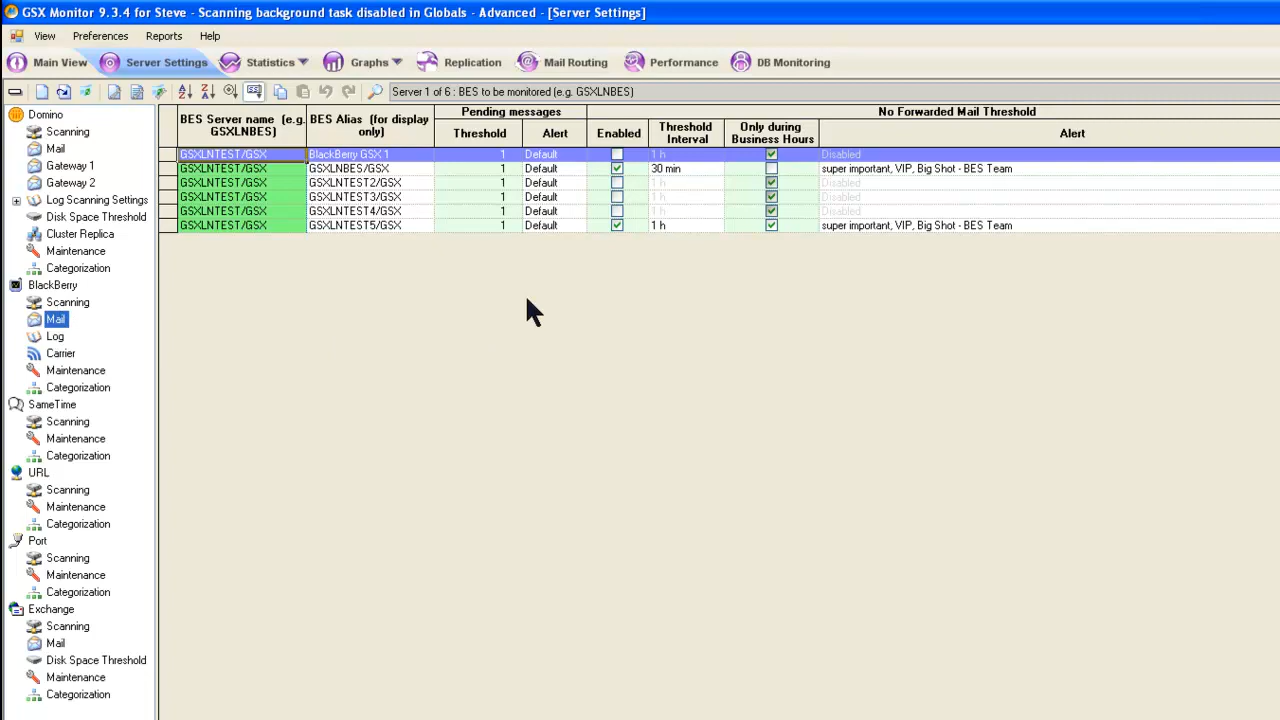 GSX Monitor 9.3.4 for Steve - Scanning background task disabled in Globals - Advanced - [Server Settings]
View Preferences Reports Help
Main View Server Settings Statistics Graphs Replication Mail Routing Performance DB Monitoring
Server 1 of 6 : BES to be monitored (e.g. GSXLNBES)
Domino
Scanning
Mail
Gateway 1
Gateway 2
Log Scanning Settings
Disk Space Threshold
Cluster Replica
Maintenance
Categorization
BlackBerry
Scanning
Mail
Log
Carrier
Maintenance
Categorization
SameTime
Scanning
Maintenance
Categorization
URL
Scanning
Maintenance
Categorization
Port
Scanning
Maintenance
Categorization
Exchange
Scanning
Mail
Disk Space Threshold
Maintenance
Categorization
BES Server name (e.g. GSXLNBES)
BES Alias (for display only)
Pending messages
Threshold Alert
No Forwarded Mail Threshold
Enabled
Threshold Interval
Only during Business Hours
Alert
GSXLNTEST/GSX BlackBerry GSX 1 1 Default 1 h Disabled
GSXLNTEST/GSX GSXLNBES/GSX 1 Default 30 min super important, VIP, Big Shot - BES Team
GSXLNTEST/GSX GSXLNTEST2/GSX 1 Default 1 h Disabled
GSXLNTEST/GSX GSXLNTEST3/GSX 1 Default 1 h Disabled
GSXLNTEST/GSX GSXLNTEST4/GSX 1 Default 1 h Disabled
GSXLNTEST/GSX GSXLNTEST5/GSX 1 Default 1 h super important, VIP, Big Shot - BES Team